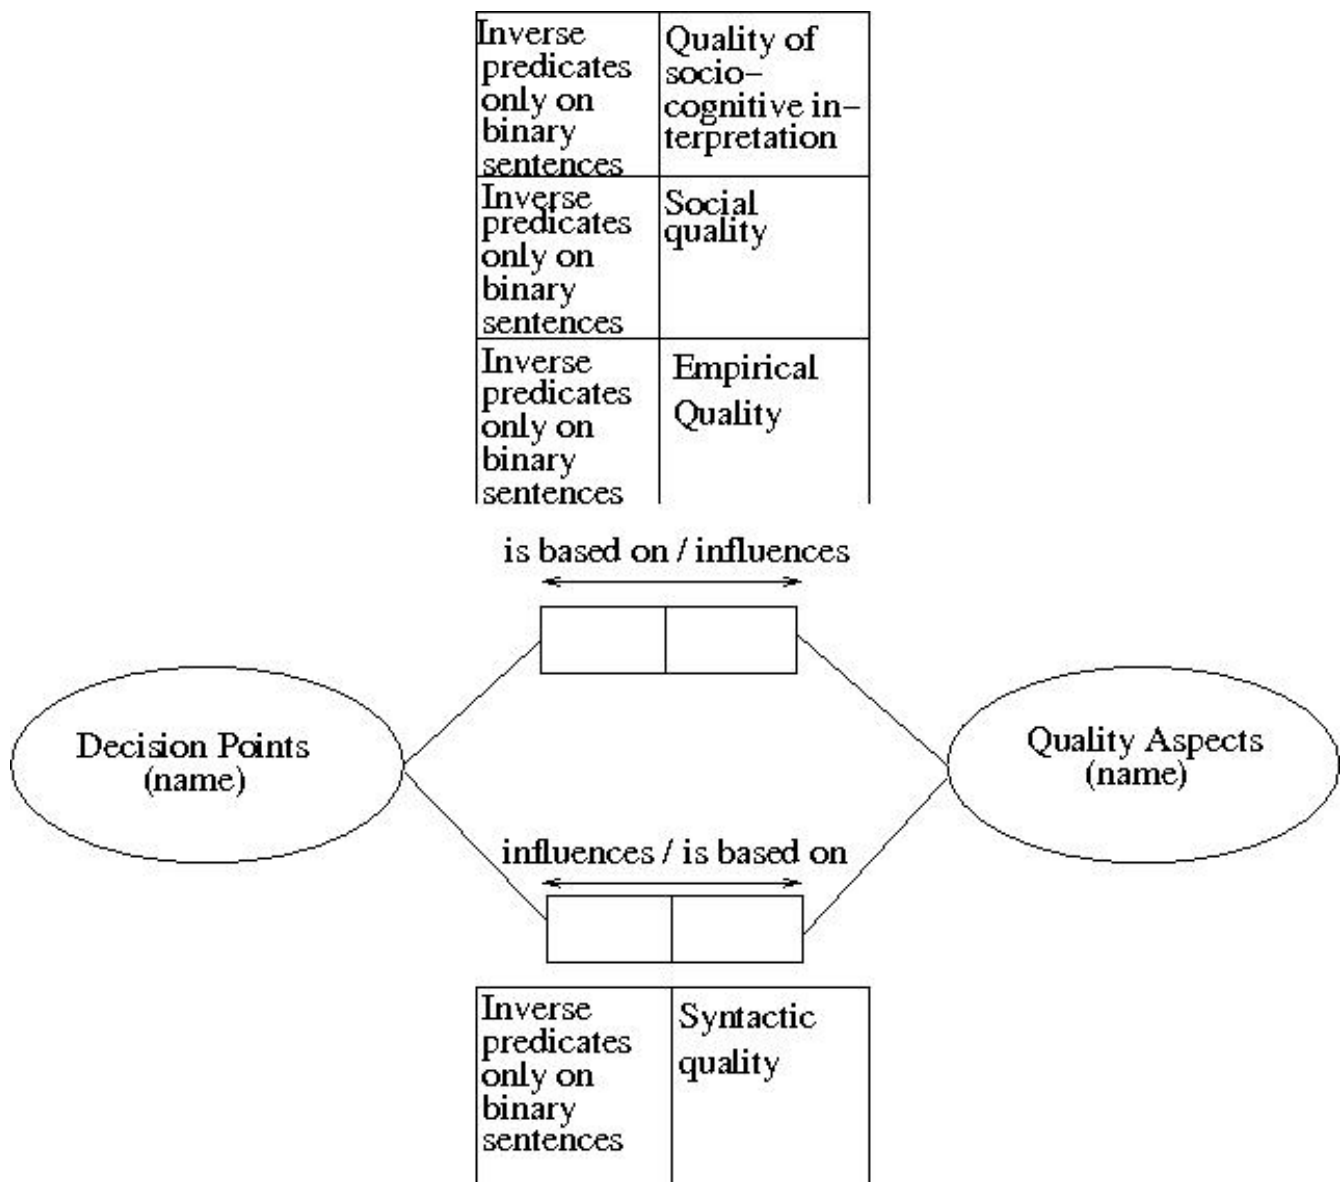 Inverse
predicates
only on
binary
sentences
Quality of
socio–
cognitive in–
terpretation
Inverse
predicates
only on
binary
sentences
Social
quality
Inverse
predicates
only on
binary
sentences
Empirical
Quality
is based on / influences
Decision Points
(name)
Quality Aspects
(name)
influences / is based on
Inverse
predicates
only on
binary
sentences
Syntactic
quality